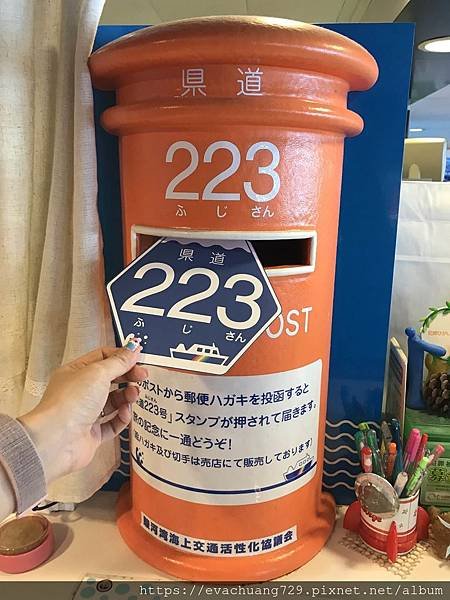 県道
223
ふじさん
県道
223
ふじさん
OST
ポストから郵便ハガキを投函すると
道223号」スタンプが押されて届きます。
の記念に一通どうぞ!
ハガキ及び切手は売店にて販売しております)
駿河湾海上交通活性化協議会
https://evachuang729.pixnet.net/album